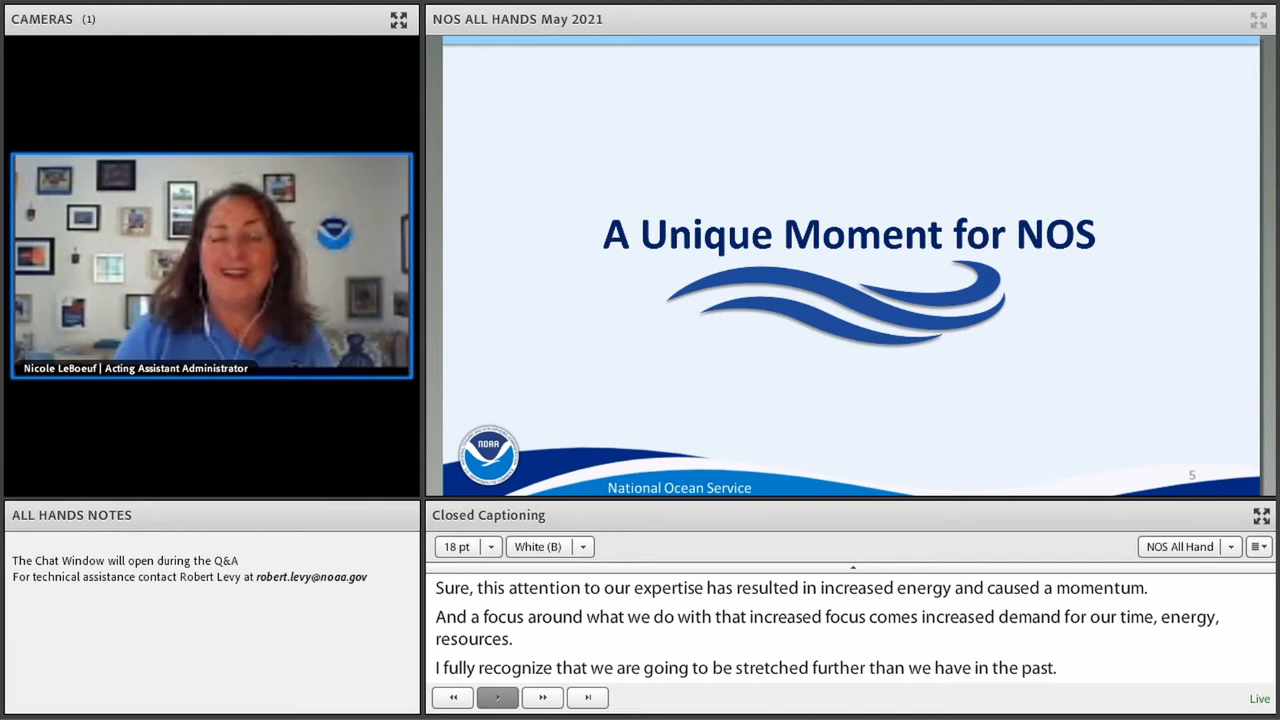 CAMERAS (1)
Nicole LeBoeuf | Acting Assistant Administrator
NOS ALL HANDS May 2021
A Unique Moment for NOS
NOAA
National Ocean Service
5
ALL HANDS NOTES
The Chat Window will open during the Q&A
For technical assistance contact Robert Levy at robert.levy@noaa.gov
Closed Captioning
18 pt
White (B)
NOS All Hand
Sure, this attention to our expertise has resulted in increased energy and caused a momentum.
And a focus around what we do with that increased focus comes increased demand for our time, energy,
resources.
I fully recognize that we are going to be stretched further than we have in the past.
Live